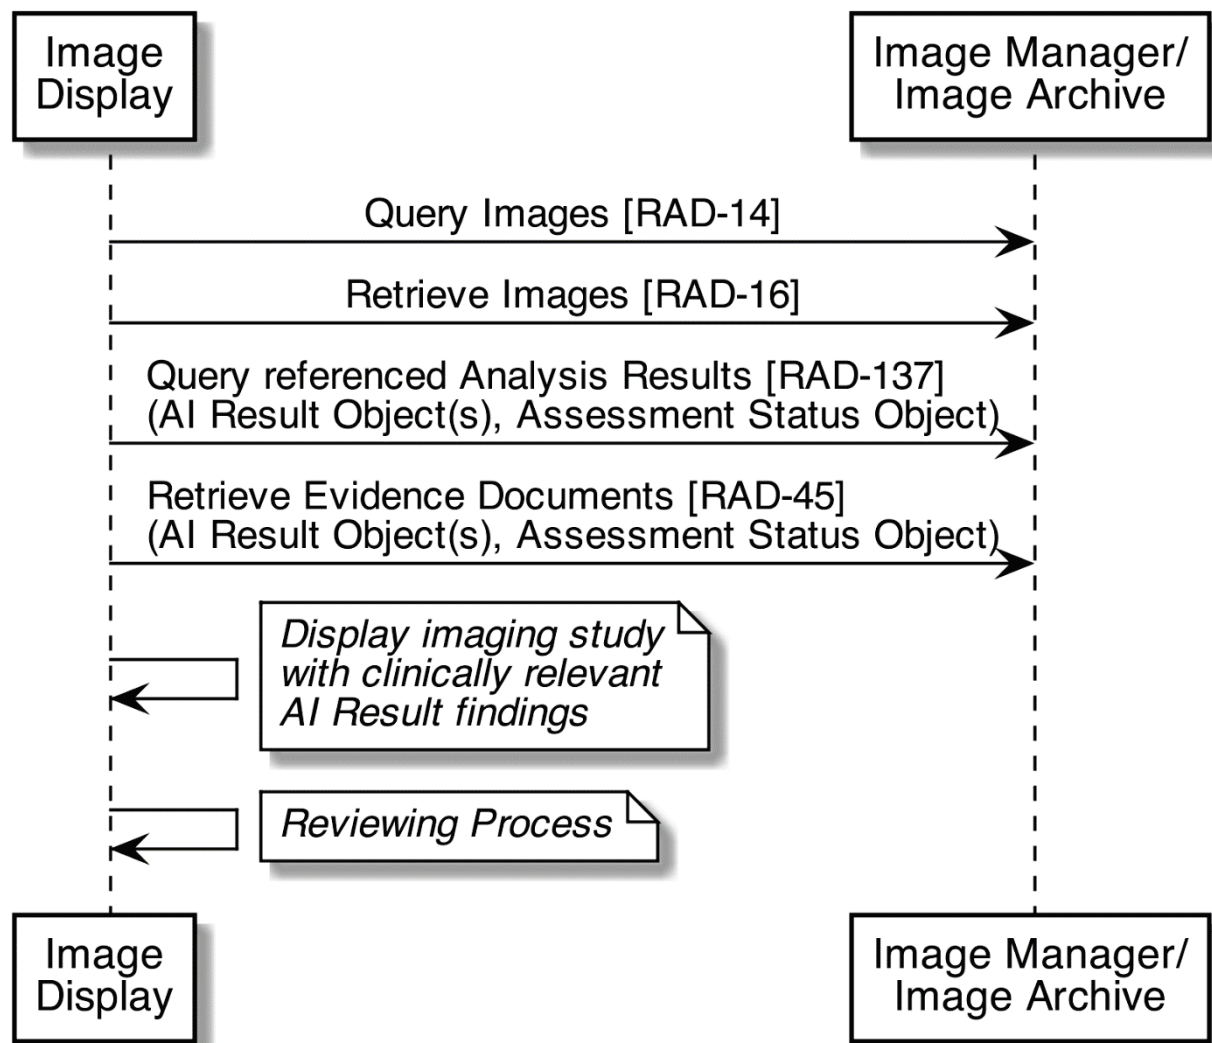 Image
Display
Image Manager/
Image Archive
Query Images [RAD-14]
Retrieve Images [RAD-16]
Query referenced Analysis Results [RAD-137]
(AI Result Object(s), Assessment Status Object)
Retrieve Evidence Documents [RAD-45]
(AI Result Object(s), Assessment Status Object)
Display imaging study
with clinically relevant
AI Result findings
Reviewing Process
Image
Display
Image Manager/
Image Archive